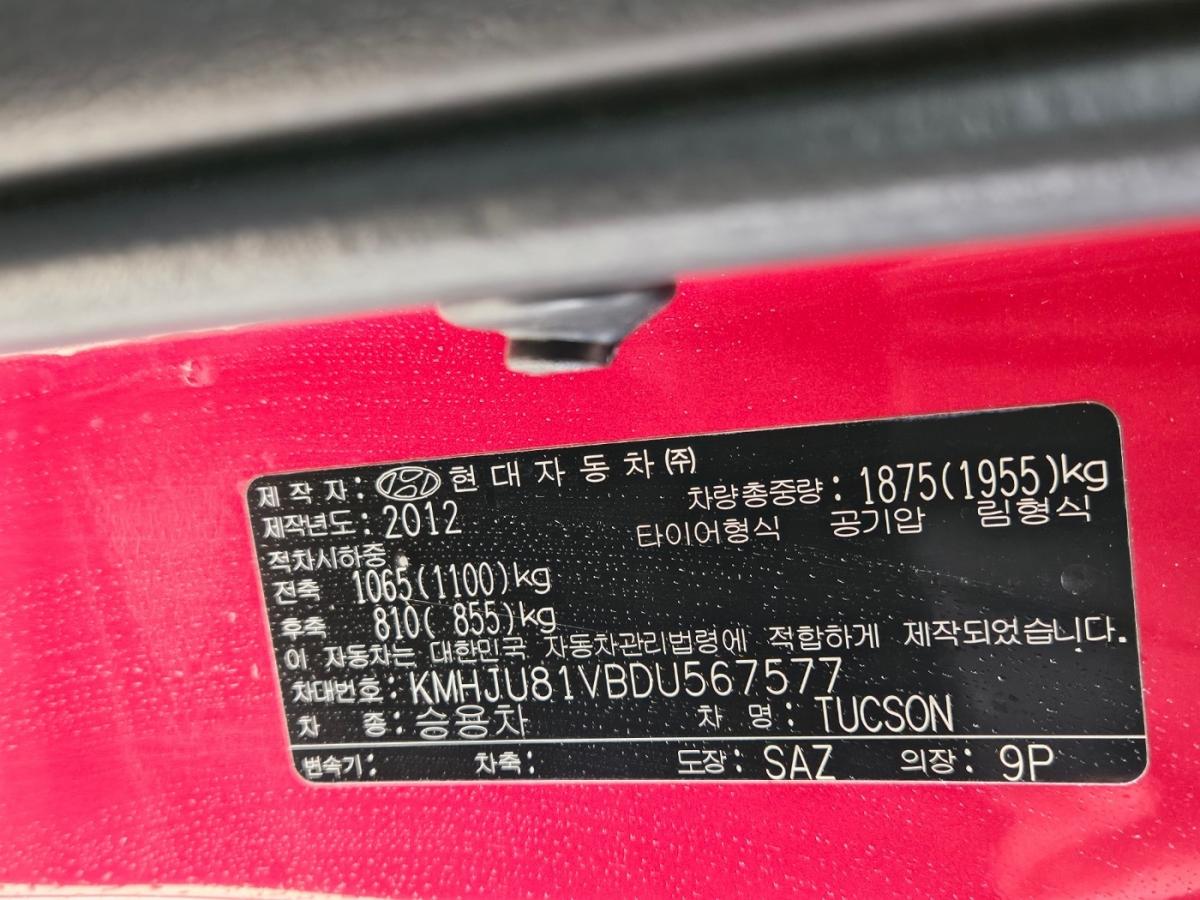 제 작 자 : 현 대 자 동 차 ㈜
제작년도 : 2012
차량총중량 : 1875(1955)kg
타이어형식 공기압 림형식
적차시하중
전축 1065(1100)kg
후축 810( 855)kg
이 자동차는 대한민국 자동차관리법령에 적합하게 제작되었습니다.
차대번호 : KMHJU81VBDU567577
차 종 : 승용차 차 명 : TUCSON
변속기 : 차축 : 도장 : SAZ 의장 : 9P